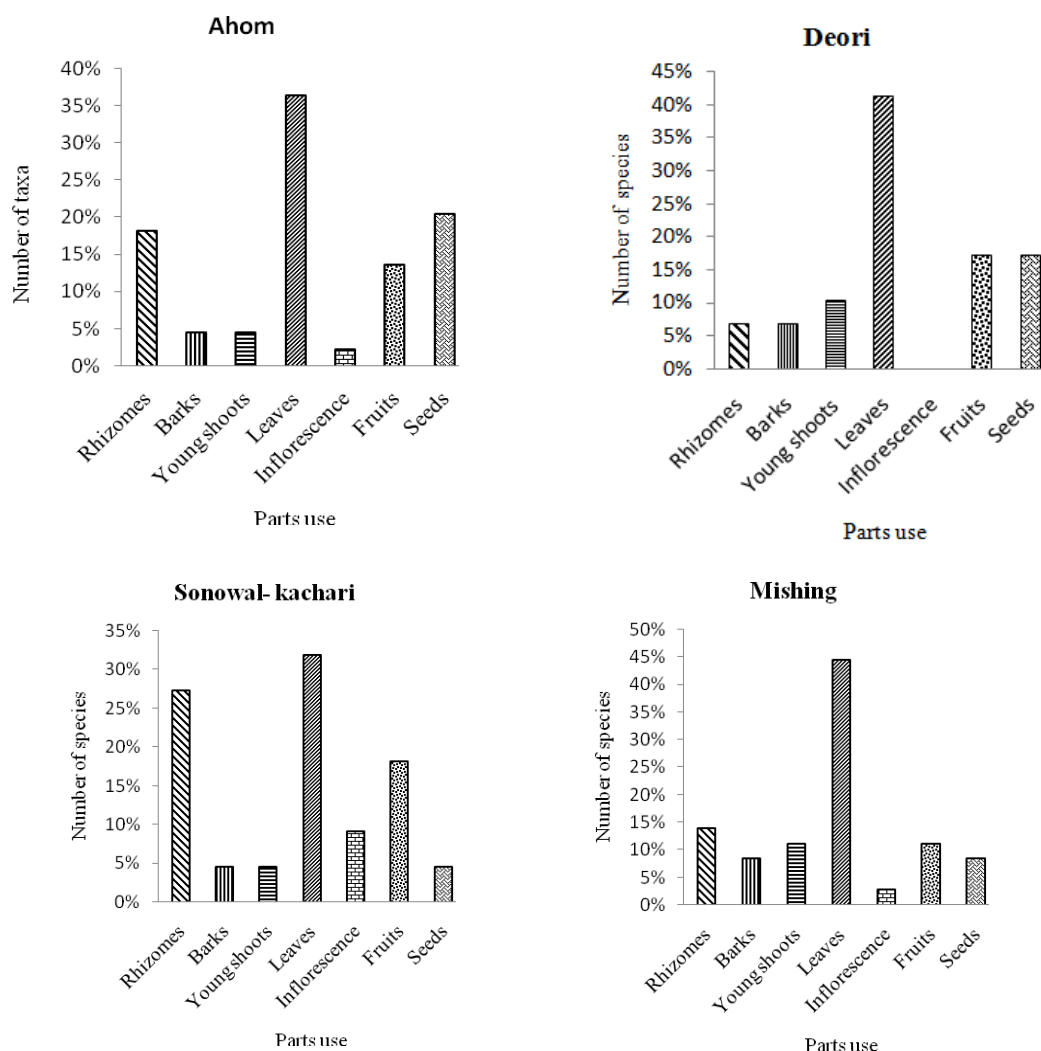 Ahom
Number of taxa
40%
35%
30%
25%
20%
15%
10%
5%
0%
Rhizomes
Barks
Young shoots
Leaves
Inflorescence
Fruits
Seeds
Parts use
Deori
Number of species
45%
40%
35%
30%
25%
20%
15%
10%
5%
0%
Rhizomes
Barks
Young shoots
Leaves
Inflorescence
Fruits
Seeds
Parts use
Sonowal- kachari
Number of species
35%
30%
25%
20%
15%
10%
5%
0%
Rhizomes
Barks
Young shoots
Leaves
Inflorescence
Fruits
Seeds
Parts use
Mishing
Number of species
50%
45%
40%
35%
30%
25%
20%
15%
10%
5%
0%
Rhizomes
Barks
Young shoots
Leaves
Inflorescence
Fruits
Seeds
Parts use